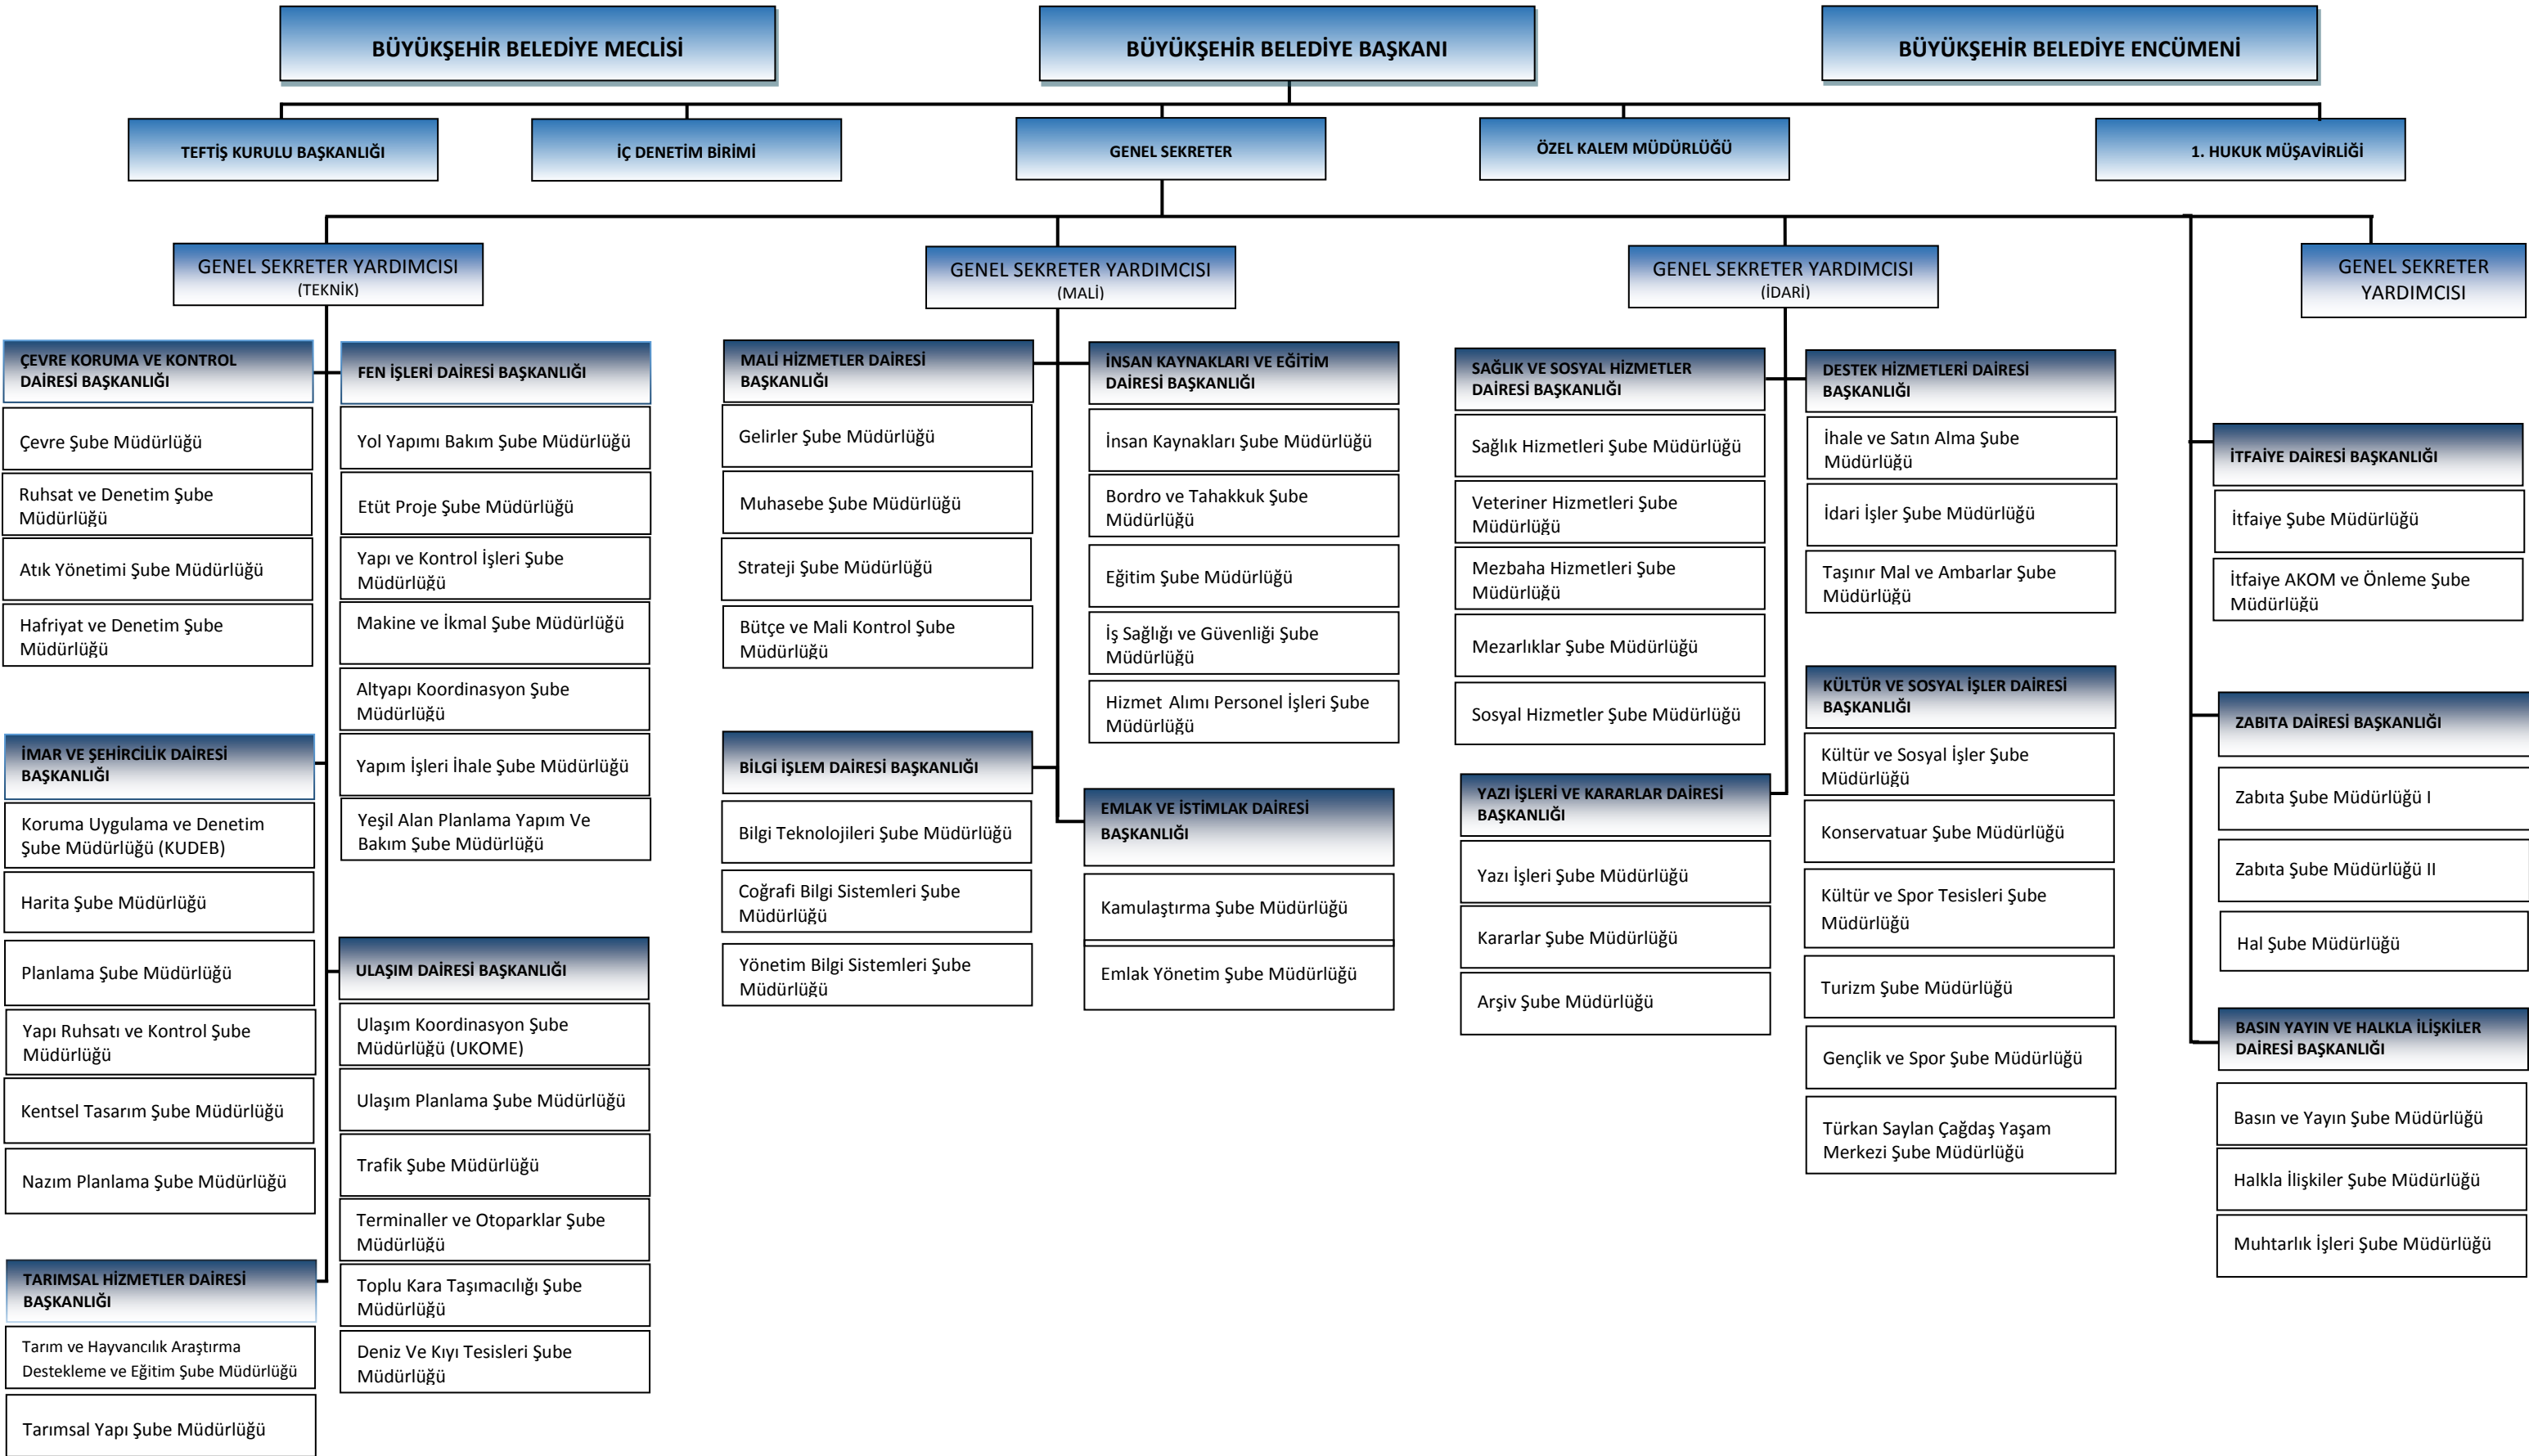 BÜYÜKŞEHİR BELEDİYE MECLİSİ
BÜYÜKŞEHİR BELEDİYE BAŞKANI
BÜYÜKŞEHİR BELEDİYE ENCÜMENİ
TEFTİŞ KURULU BAŞKANLIĞI
İÇ DENETİM BİRİMİ
GENEL SEKRETER
ÖZEL KALEM MÜDÜRLÜĞÜ
1. HUKUK MÜŞAVİRLİĞİ
GENEL SEKRETER YARDIMCISI
(TEKNİK)
GENEL SEKRETER YARDIMCISI
(MALİ)
GENEL SEKRETER YARDIMCISI
(İDARİ)
GENEL SEKRETER
YARDIMCISI
ÇEVRE KORUMA VE KONTROL
DAİRESİ BAŞKANLIĞI
Çevre Şube Müdürlüğü
Ruhsat ve Denetim Şube
Müdürlüğü
Atık Yönetimi Şube Müdürlüğü
Hafriyat ve Denetim Şube
Müdürlüğü
İMAR VE ŞEHİRCİLİK DAİRESİ
BAŞKANLIĞI
Koruma Uygulama ve Denetim
Şube Müdürlüğü (KUDEB)
Harita Şube Müdürlüğü
Planlama Şube Müdürlüğü
Yapı Ruhsatı ve Kontrol Şube
Müdürlüğü
Kentsel Tasarım Şube Müdürlüğü
Nazım Planlama Şube Müdürlüğü
TARIMSAL HİZMETLER DAİRESİ
BAŞKANLIĞI
Tarım ve Hayvancılık Araştırma
Destekleme ve Eğitim Şube Müdürlüğü
Tarımsal Yapı Şube Müdürlüğü
FEN İŞLERİ DAİRESİ BAŞKANLIĞI
Yol Yapımı Bakım Şube Müdürlüğü
Etüt Proje Şube Müdürlüğü
Yapı ve Kontrol İşleri Şube
Müdürlüğü
Makine ve İkmal Şube Müdürlüğü
Altyapı Koordinasyon Şube
Müdürlüğü
Yapım İşleri İhale Şube Müdürlüğü
Yeşil Alan Planlama Yapım Ve
Bakım Şube Müdürlüğü
ULAŞIM DAİRESİ BAŞKANLIĞI
Ulaşım Koordinasyon Şube
Müdürlüğü (UKOME)
Ulaşım Planlama Şube Müdürlüğü
Trafik Şube Müdürlüğü
Terminaller ve Otoparklar Şube
Müdürlüğü
Toplu Kara Taşımacılığı Şube
Müdürlüğü
Deniz Ve Kıyı Tesisleri Şube
Müdürlüğü
MALİ HİZMETLER DAİRESİ
BAŞKANLIĞI
Gelirler Şube Müdürlüğü
Muhasebe Şube Müdürlüğü
Strateji Şube Müdürlüğü
Bütçe ve Mali Kontrol Şube
Müdürlüğü
BİLGİ İŞLEM DAİRESİ BAŞKANLIĞI
Bilgi Teknolojileri Şube Müdürlüğü
Coğrafi Bilgi Sistemleri Şube
Müdürlüğü
Yönetim Bilgi Sistemleri Şube
Müdürlüğü
İNSAN KAYNAKLARI VE EĞİTİM
DAİRESİ BAŞKANLIĞI
İnsan Kaynakları Şube Müdürlüğü
Bordro ve Tahakkuk Şube
Müdürlüğü
Eğitim Şube Müdürlüğü
İş Sağlığı ve Güvenliği Şube
Müdürlüğü
Hizmet Alımı Personel İşleri Şube
Müdürlüğü
EMLAK VE İSTİMLAK DAİRESİ
BAŞKANLIĞI
Kamulaştırma Şube Müdürlüğü
Emlak Yönetim Şube Müdürlüğü
SAĞLIK VE SOSYAL HİZMETLER
DAİRESİ BAŞKANLIĞI
Sağlık Hizmetleri Şube Müdürlüğü
Veteriner Hizmetleri Şube
Müdürlüğü
Mezbaha Hizmetleri Şube
Müdürlüğü
Mezarlıklar Şube Müdürlüğü
Sosyal Hizmetler Şube Müdürlüğü
YAZI İŞLERİ VE KARARLAR DAİRESİ
BAŞKANLIĞI
Yazı İşleri Şube Müdürlüğü
Kararlar Şube Müdürlüğü
Arşiv Şube Müdürlüğü
DESTEK HİZMETLERİ DAİRESİ
BAŞKANLIĞI
İhale ve Satın Alma Şube
Müdürlüğü
İdari İşler Şube Müdürlüğü
Taşınır Mal ve Ambarlar Şube
Müdürlüğü
KÜLTÜR VE SOSYAL İŞLER DAİRESİ
BAŞKANLIĞI
Kültür ve Sosyal İşler Şube
Müdürlüğü
Konservatuar Şube Müdürlüğü
Kültür ve Spor Tesisleri Şube
Müdürlüğü
Turizm Şube Müdürlüğü
Gençlik ve Spor Şube Müdürlüğü
Türkan Saylan Çağdaş Yaşam
Merkezi Şube Müdürlüğü
İTFAİYE DAİRESİ BAŞKANLIĞI
İtfaiye Şube Müdürlüğü
İtfaiye AKOM ve Önleme Şube
Müdürlüğü
ZABITA DAİRESİ BAŞKANLIĞI
Zabıta Şube Müdürlüğü I
Zabıta Şube Müdürlüğü II
Hal Şube Müdürlüğü
BASIN YAYIN VE HALKLA İLİŞKİLER
DAİRESİ BAŞKANLIĞI
Basın ve Yayın Şube Müdürlüğü
Halkla İlişkiler Şube Müdürlüğü
Muhtarlık İşleri Şube Müdürlüğü